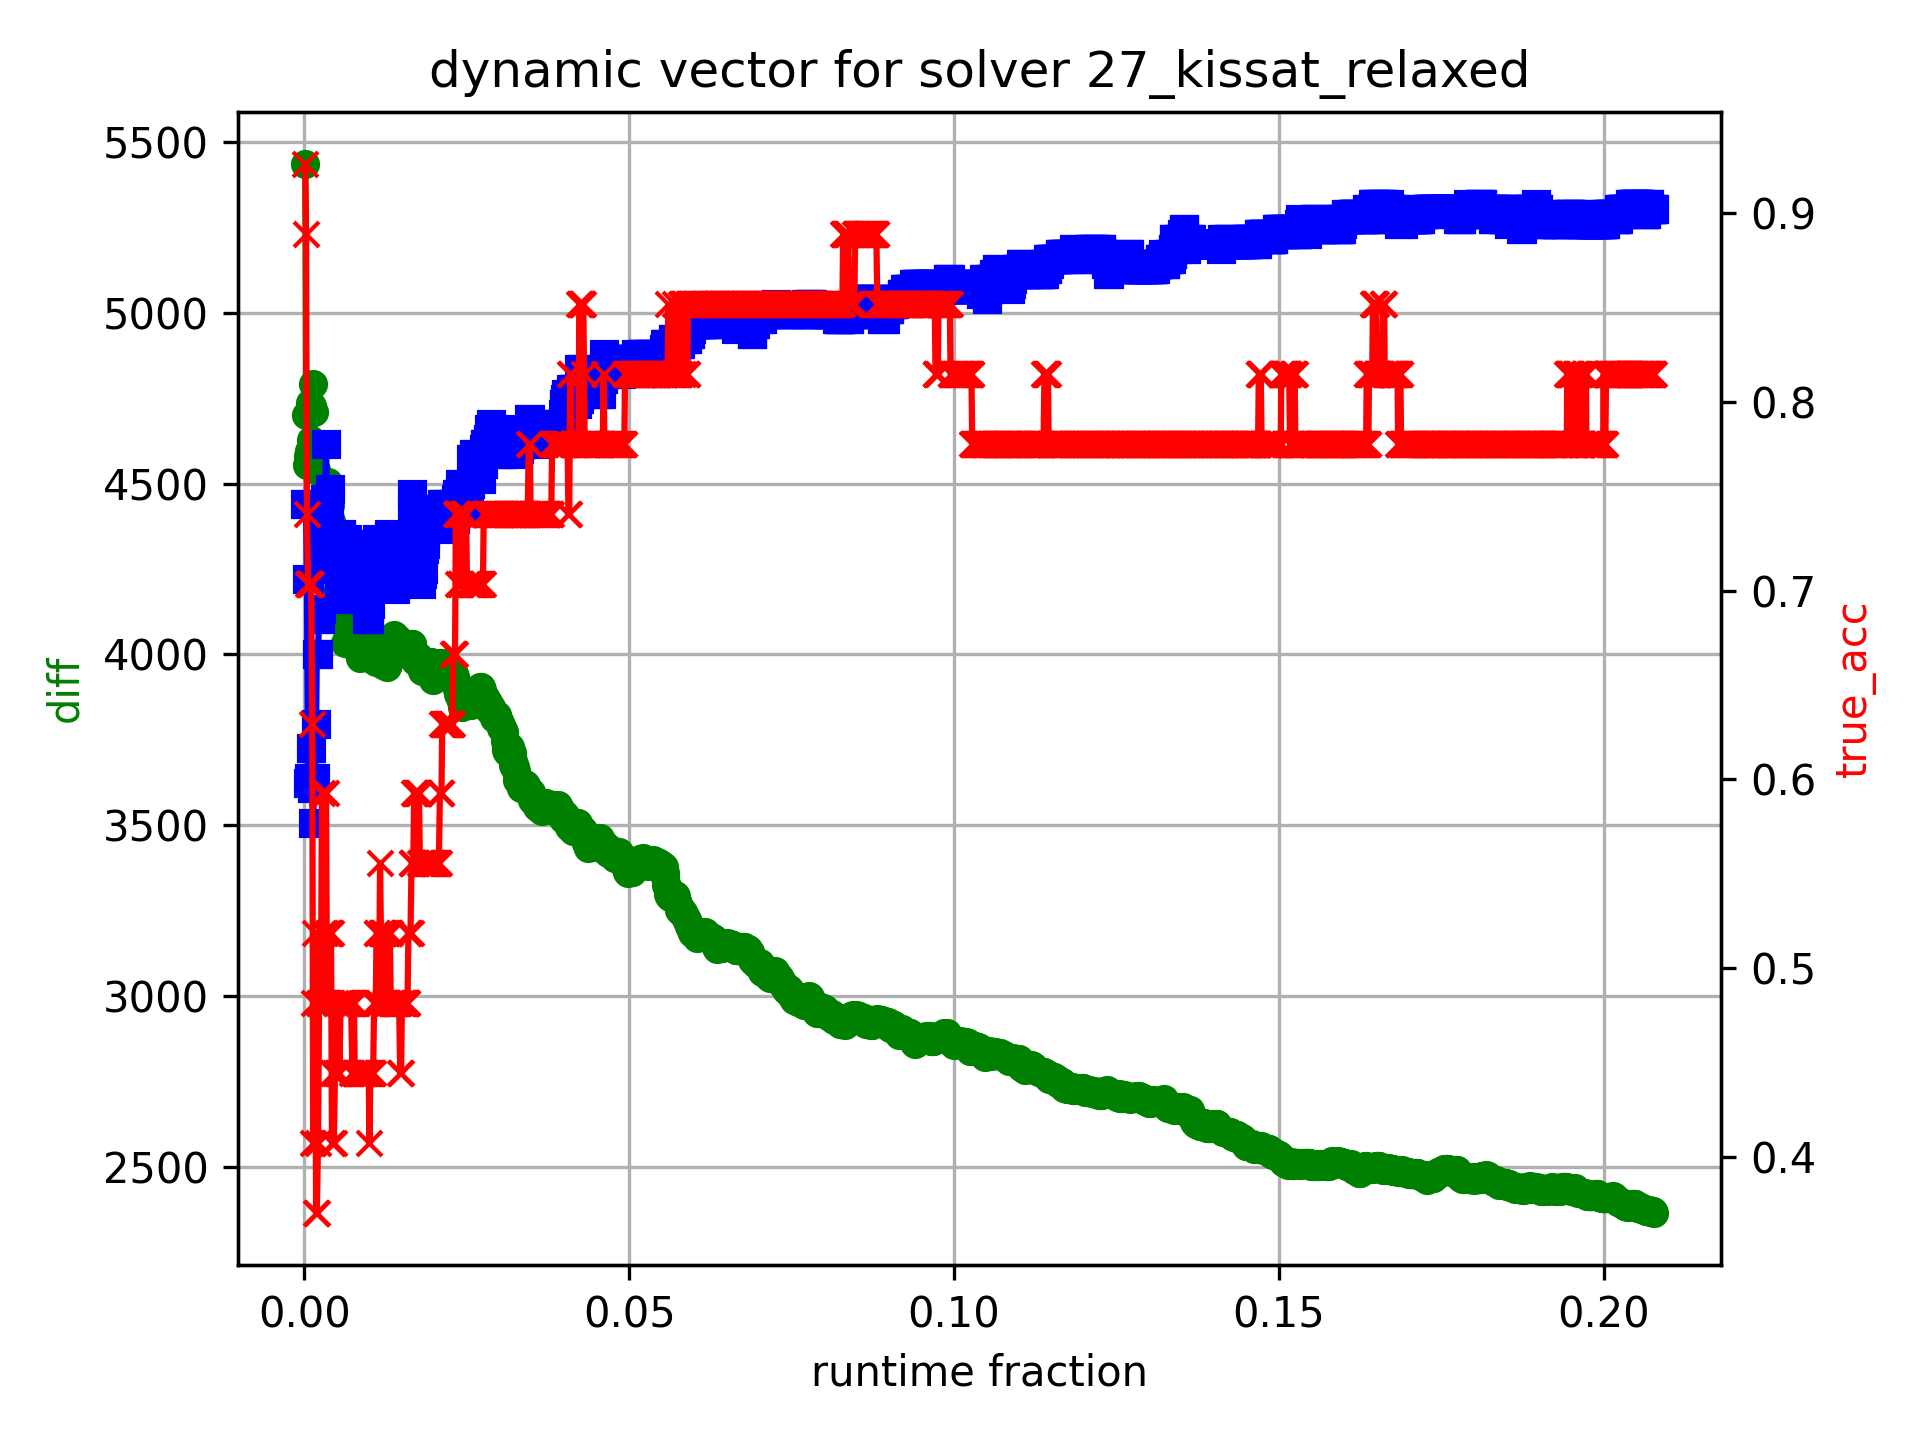 dynamic vector for solver 27_kissat_relaxed
5500
5000
4500
4000
3500
3000
2500
diff
0.9
0.8
0.7
0.6
0.5
0.4
true_acc
0.00 0.05 0.10 0.15 0.20
runtime fraction